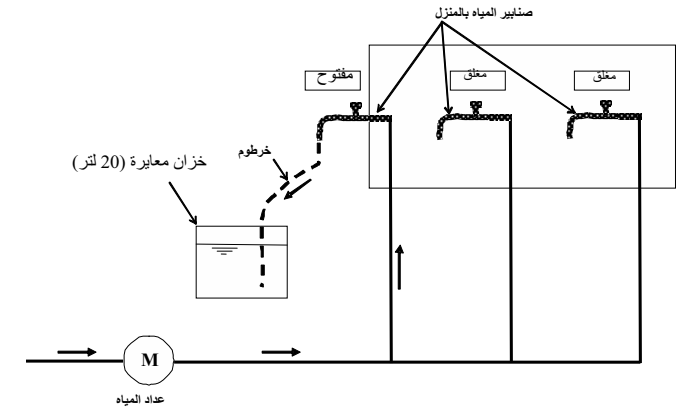 صنابير المياه بالمنزل
مفتوح
مغلق
مغلق
خرطوم
خزان معايرة (20 لتر)
M
عداد المياه